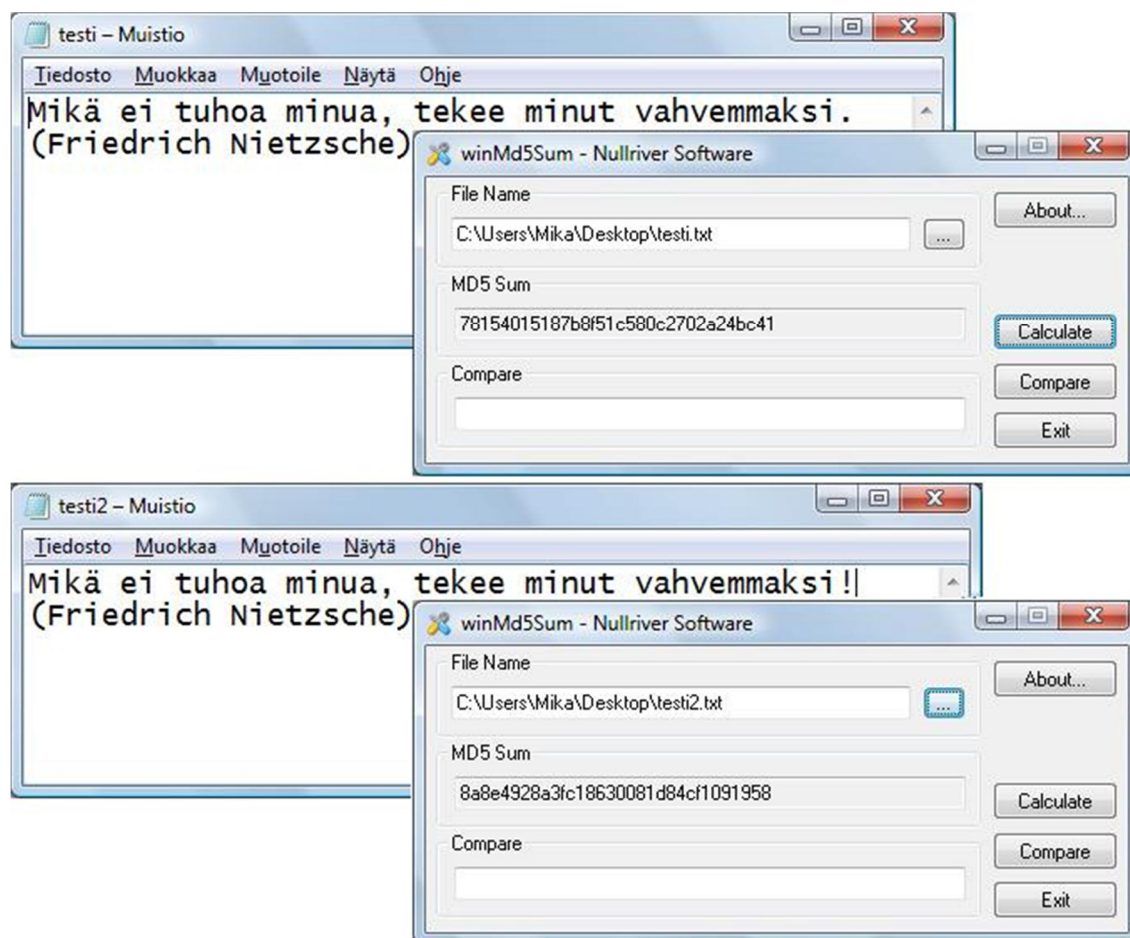 testi – Muistio
Tiedosto Muokkaa Muotoile Näytä Ohje
Mikä ei tuhoa minua, tekee minut vahvemmaksi.
(Friedrich Nietzsche)
winMd5Sum - Nullriver Software
File Name
C:\Users\Mika\Desktop\testi.txt
...
About...
MD5 Sum
78154015187b8f51c580c2702a24bc41
Calculate
Compare
Compare
Exit
testi2 – Muistio
Tiedosto Muokkaa Muotoile Näytä Ohje
Mikä ei tuhoa minua, tekee minut vahvemmaksi!
(Friedrich Nietzsche)
winMd5Sum - Nullriver Software
File Name
C:\Users\Mika\Desktop\testi2.txt
...
About...
MD5 Sum
8a8e4928a3fc18630081d84cf1091958
Calculate
Compare
Compare
Exit